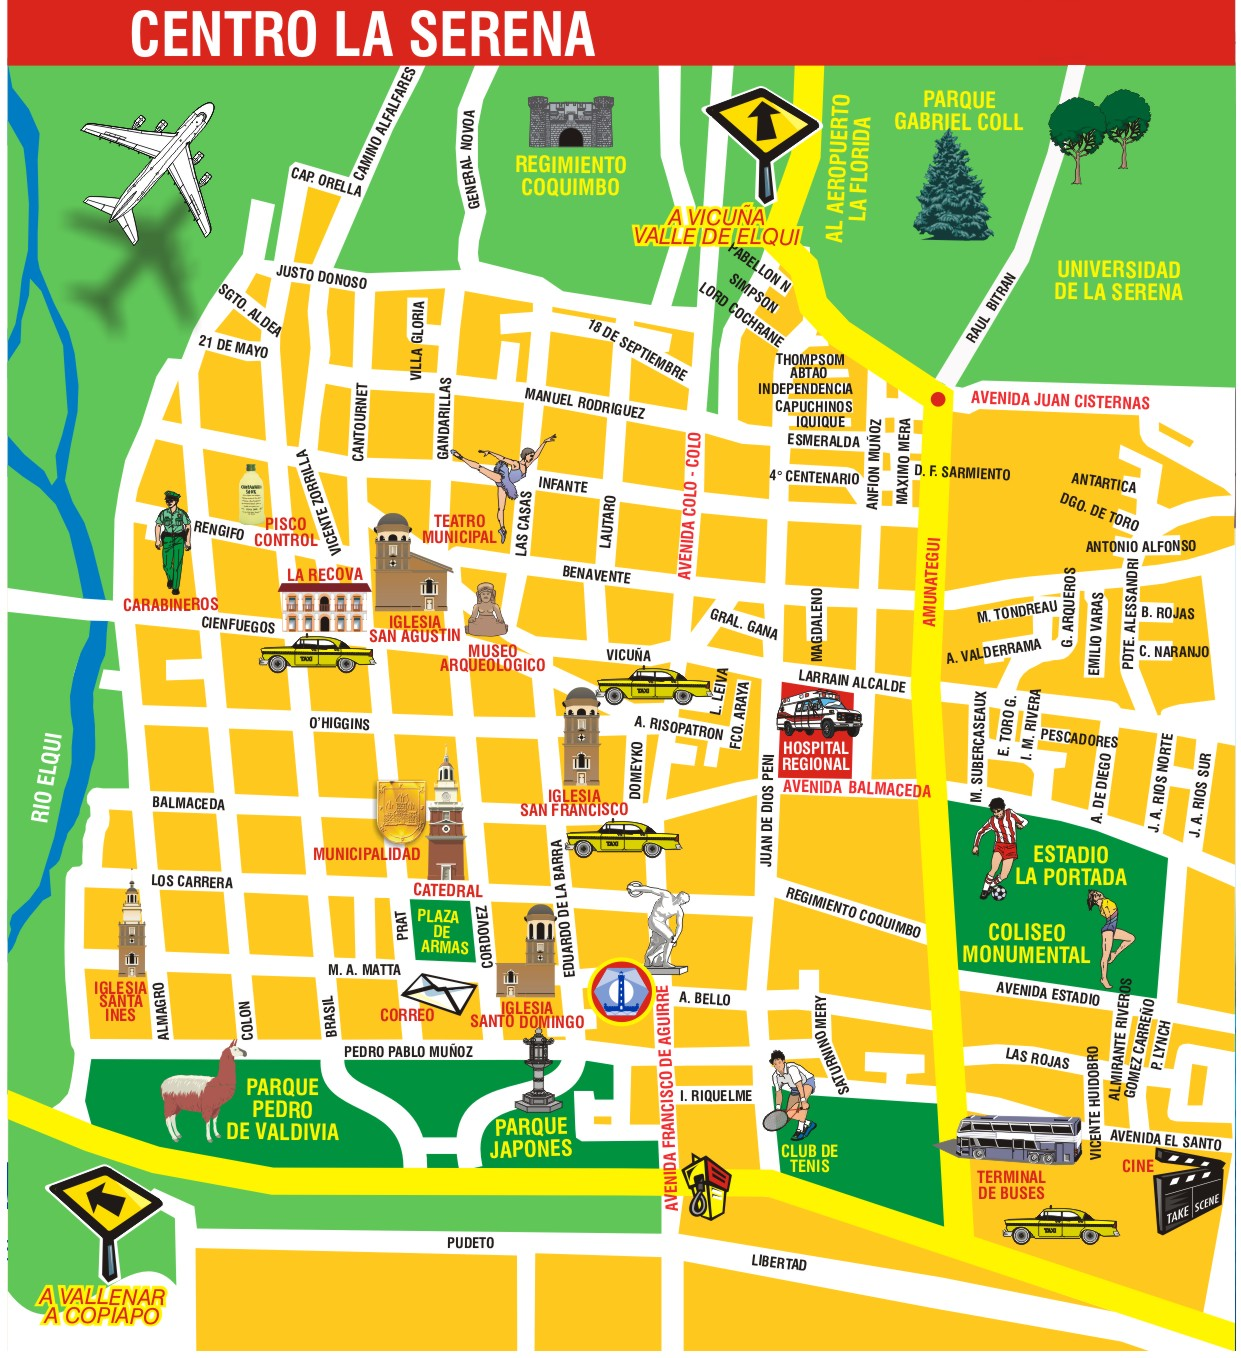 CENTRO LA SERENA
CAMINO ALFALFARES
GENERAL NOVOA
REGIMIENTO
COQUIMBO
AL AEROPUERTO
LA FLORIDA
PARQUE
GABRIEL COLL
CAP. ORELLA
A VICUÑA
VALLE DE ELQUI
UNIVERSIDAD
DE LA SERENA
RAUL BITRAN
JUSTO DONOSO
PABELLON N
SIMPSON
LORD COCHRANE
SGTO. ALDEA
21 DE MAYO
VILLA GLORIA
18 DE SEPTIEMBRE
THOMPSOM
ABTAO
INDEPENDENCIA
CAPUCHINOS
IQUIQUE
ESMERALDA
4° CENTENARIO
ANFION MUÑOZ
MAXIMO MERA
AVENIDA JUAN CISTERNAS
CANTOURNET
GANDARILLAS
MANUEL RODRIGUEZ
D. F. SARMIENTO
ANTARTICA
DGO. DE TORO
ANTONIO ALFONSO
AVENIDA COLO - COLO
INFANTE
LAUTARO
LAS CASAS
VICENTE ZORRILLA
RENGIFO
PISCO
CONTROL
TEATRO
MUNICIPAL
BENAVENTE
AMUNATEGUI
LA RECOVA
CARABINEROS
CIENFUEGOS
IGLESIA
SAN AGUSTIN
MUSEO
ARQUEOLOGICO
TAXI
GRAL. GANA
MAGDALENO
M. TONDREAU
G. ARQUEROS
EMILIO VARAS
PDTE. ALESSANDRI
B. ROJAS
C. NARANJO
A. VALDERRAMA
VICUÑA
TAXI
L. LEIVA
FCO. ARAYA
LARRAIN ALCALDE
A. RISOPATRON
O'HIGGINS
DOMEYKO
JUAN DE DIOS PENI
HOSPITAL
REGIONAL
AVENIDA BALMACEDA
M. SUBERCASEAUX
E. TORO G.
I. M. RIVERA
PESCADORES
A. DE DIEGO
J. A. RIOS NORTE
J. A. RIOS SUR
RIO ELQUI
BALMACEDA
IGLESIA
SAN FRANCISCO
TAXI
MUNICIPALIDAD
CATEDRAL
EDUARDO DE LA BARRA
ESTADIO
LA PORTADA
COLISEO
MONUMENTAL
LOS CARRERA
PRAT
PLAZA
DE
ARMAS
CORDOVEZ
REGIMIENTO COQUIMBO
M. A. MATTA
CORREO
IGLESIA
SANTA
INES
ALMAGRO
COLON
BRASIL
IGLESIA
SANTO DOMINGO
A. BELLO
AVENIDA ESTADIO
SATURNINO MERY
AVENIDA FRANCISCO DE AGUIRRE
ALMIRANTE RIVEROS
GOMEZ CARREÑO
P. LYNCH
LAS ROJAS
VICENTE HUIDOBRO
PEDRO PABLO MUÑOZ
PARQUE
PEDRO
DE VALDIVIA
PARQUE
JAPONES
I. RIQUELME
CLUB DE
TENIS
AVENIDA EL SANTO
CINE
TERMINAL
DE BUSES
TAKE SCENE
TAXI
PUDETO
LIBERTAD
A VALLENAR
A COPIAPO